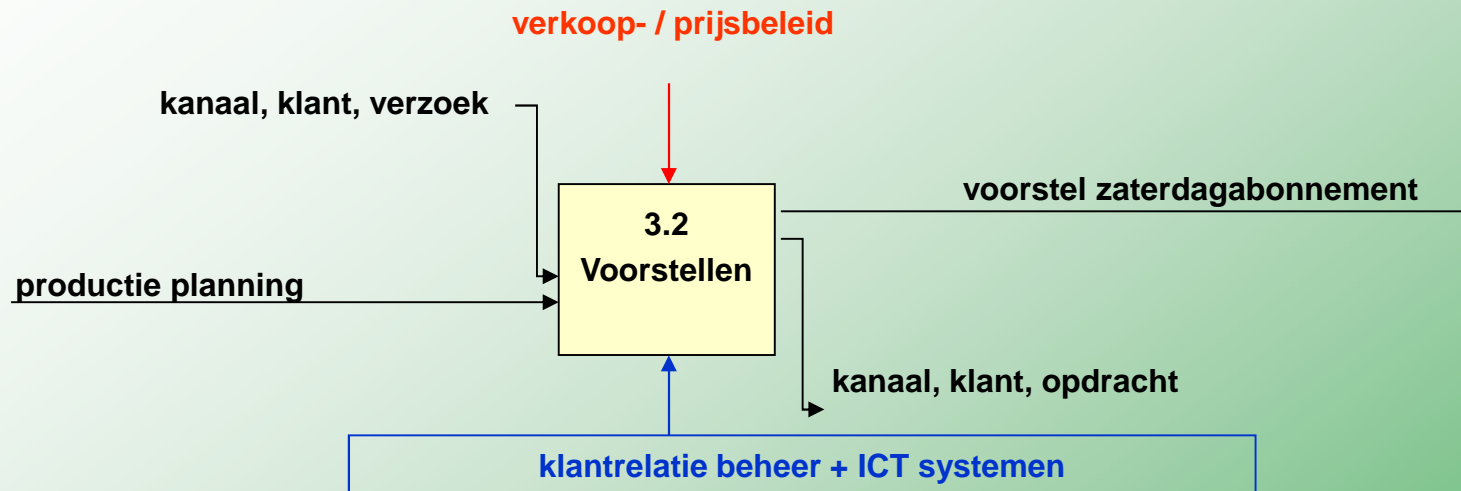 verkoop- / prijsbeleid
kanaal, klant, verzoek
voorstel zaterdagabonnement
3.2
Voorstellen
productie planning
kanaal, klant, opdracht
klantrelatie beheer + ICT systemen